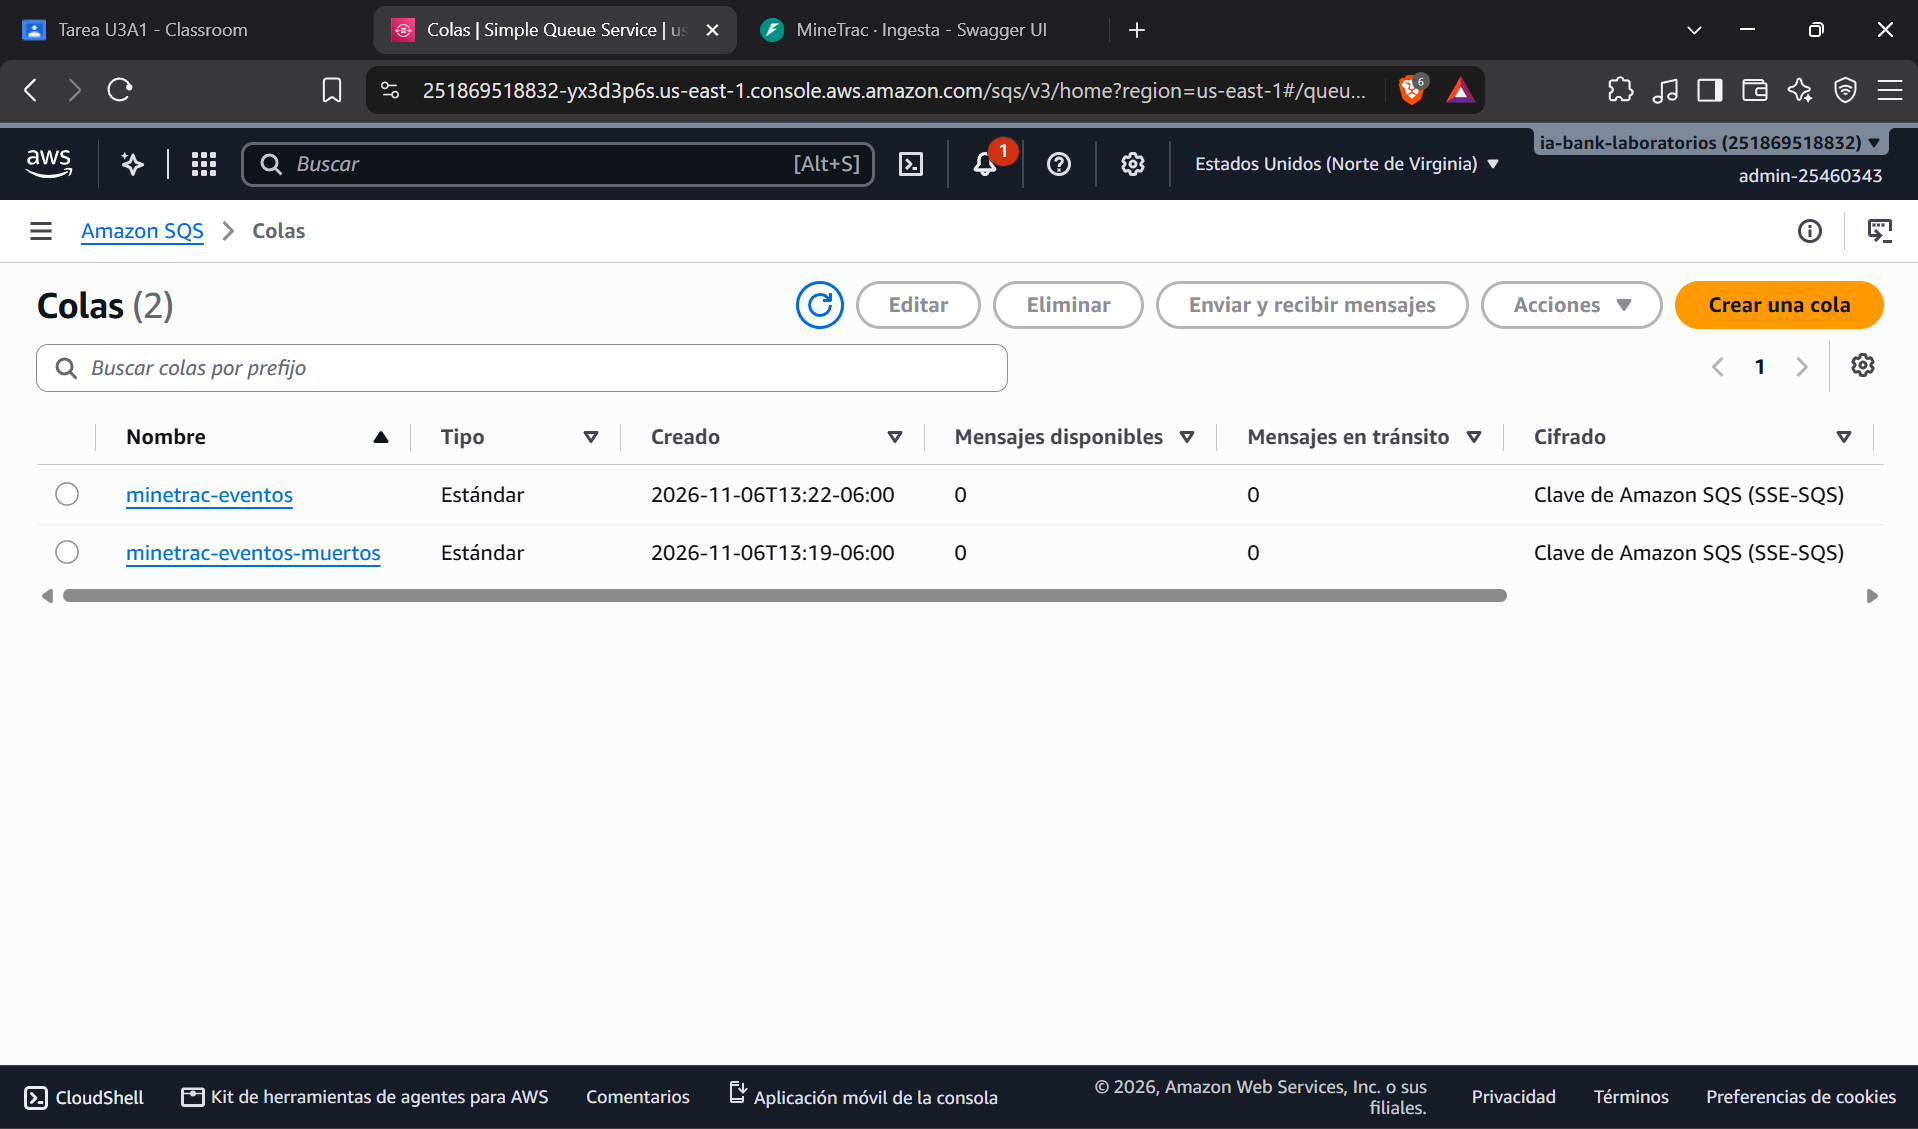 Tarea U3A1 - Classroom
Colas | Simple Queue Service | us
MineTrac · Ingesta - Swagger UI
251869518832-yx3d3p6s.us-east-1.console.aws.amazon.com/sqs/v3/home?region=us-east-1#/queu...
6
aws
Buscar
[Alt+S]
1
Estados Unidos (Norte de Virginia)
ia-bank-laboratorios (251869518832)
admin-25460343
Amazon SQS > Colas
Colas (2)
Editar
Eliminar
Enviar y recibir mensajes
Acciones
Crear una cola
Buscar colas por prefijo
1
Nombre Tipo Creado Mensajes disponibles Mensajes en tránsito Cifrado
minetrac-eventos Estándar 2026-11-06T13:22-06:00 0 0 Clave de Amazon SQS (SSE-SQS)
minetrac-eventos-muertos Estándar 2026-11-06T13:19-06:00 0 0 Clave de Amazon SQS (SSE-SQS)
CloudShell
Kit de herramientas de agentes para AWS
Comentarios
Aplicación móvil de la consola
© 2026, Amazon Web Services, Inc. o sus
filiales.
Privacidad
Términos
Preferencias de cookies